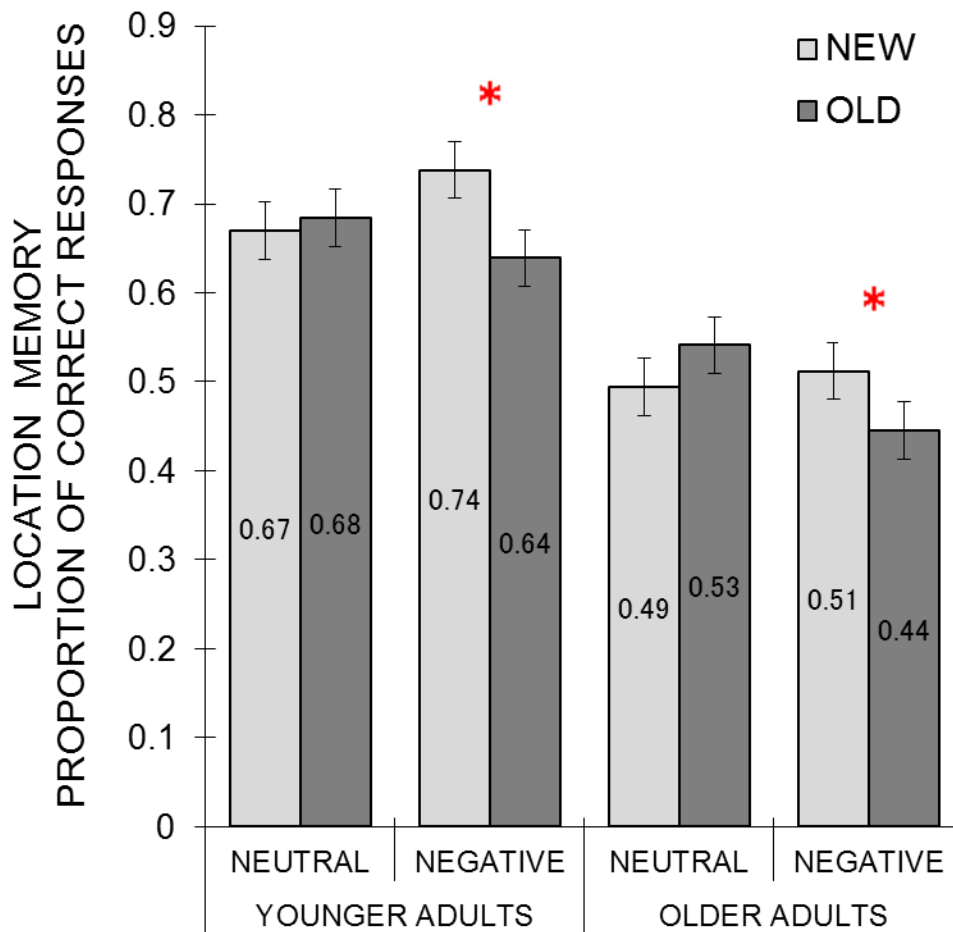 LOCATION MEMORY
PROPORTION OF CORRECT RESPONSES
0.9
0.8
0.7
0.6
0.5
0.4
0.3
0.2
0.1
0
NEW
OLD
*
*
0.67
0.68
0.74
0.64
0.49
0.53
0.51
0.44
NEUTRAL
NEGATIVE
NEUTRAL
NEGATIVE
YOUNGER ADULTS
OLDER ADULTS